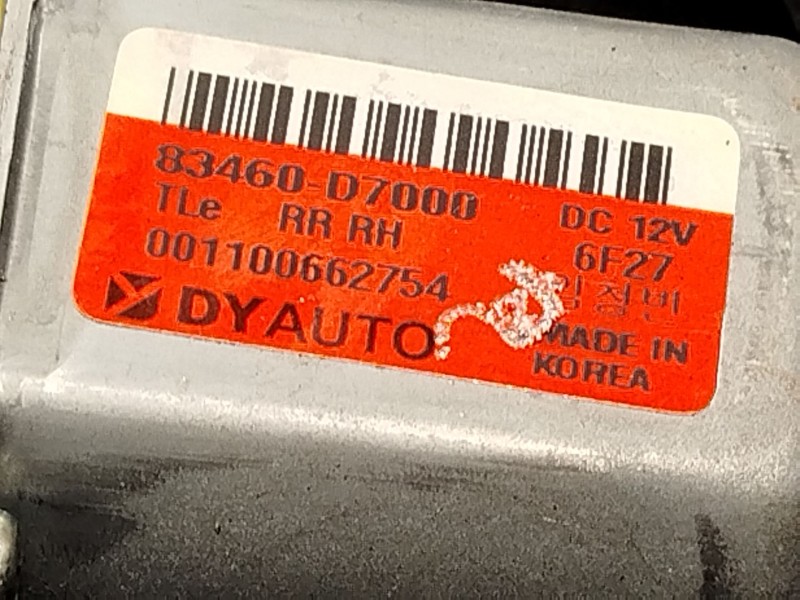 83460-D7000
TLe RR RH DC 12V
001100662754 6F27
DYAUTO MADE IN
KOREA